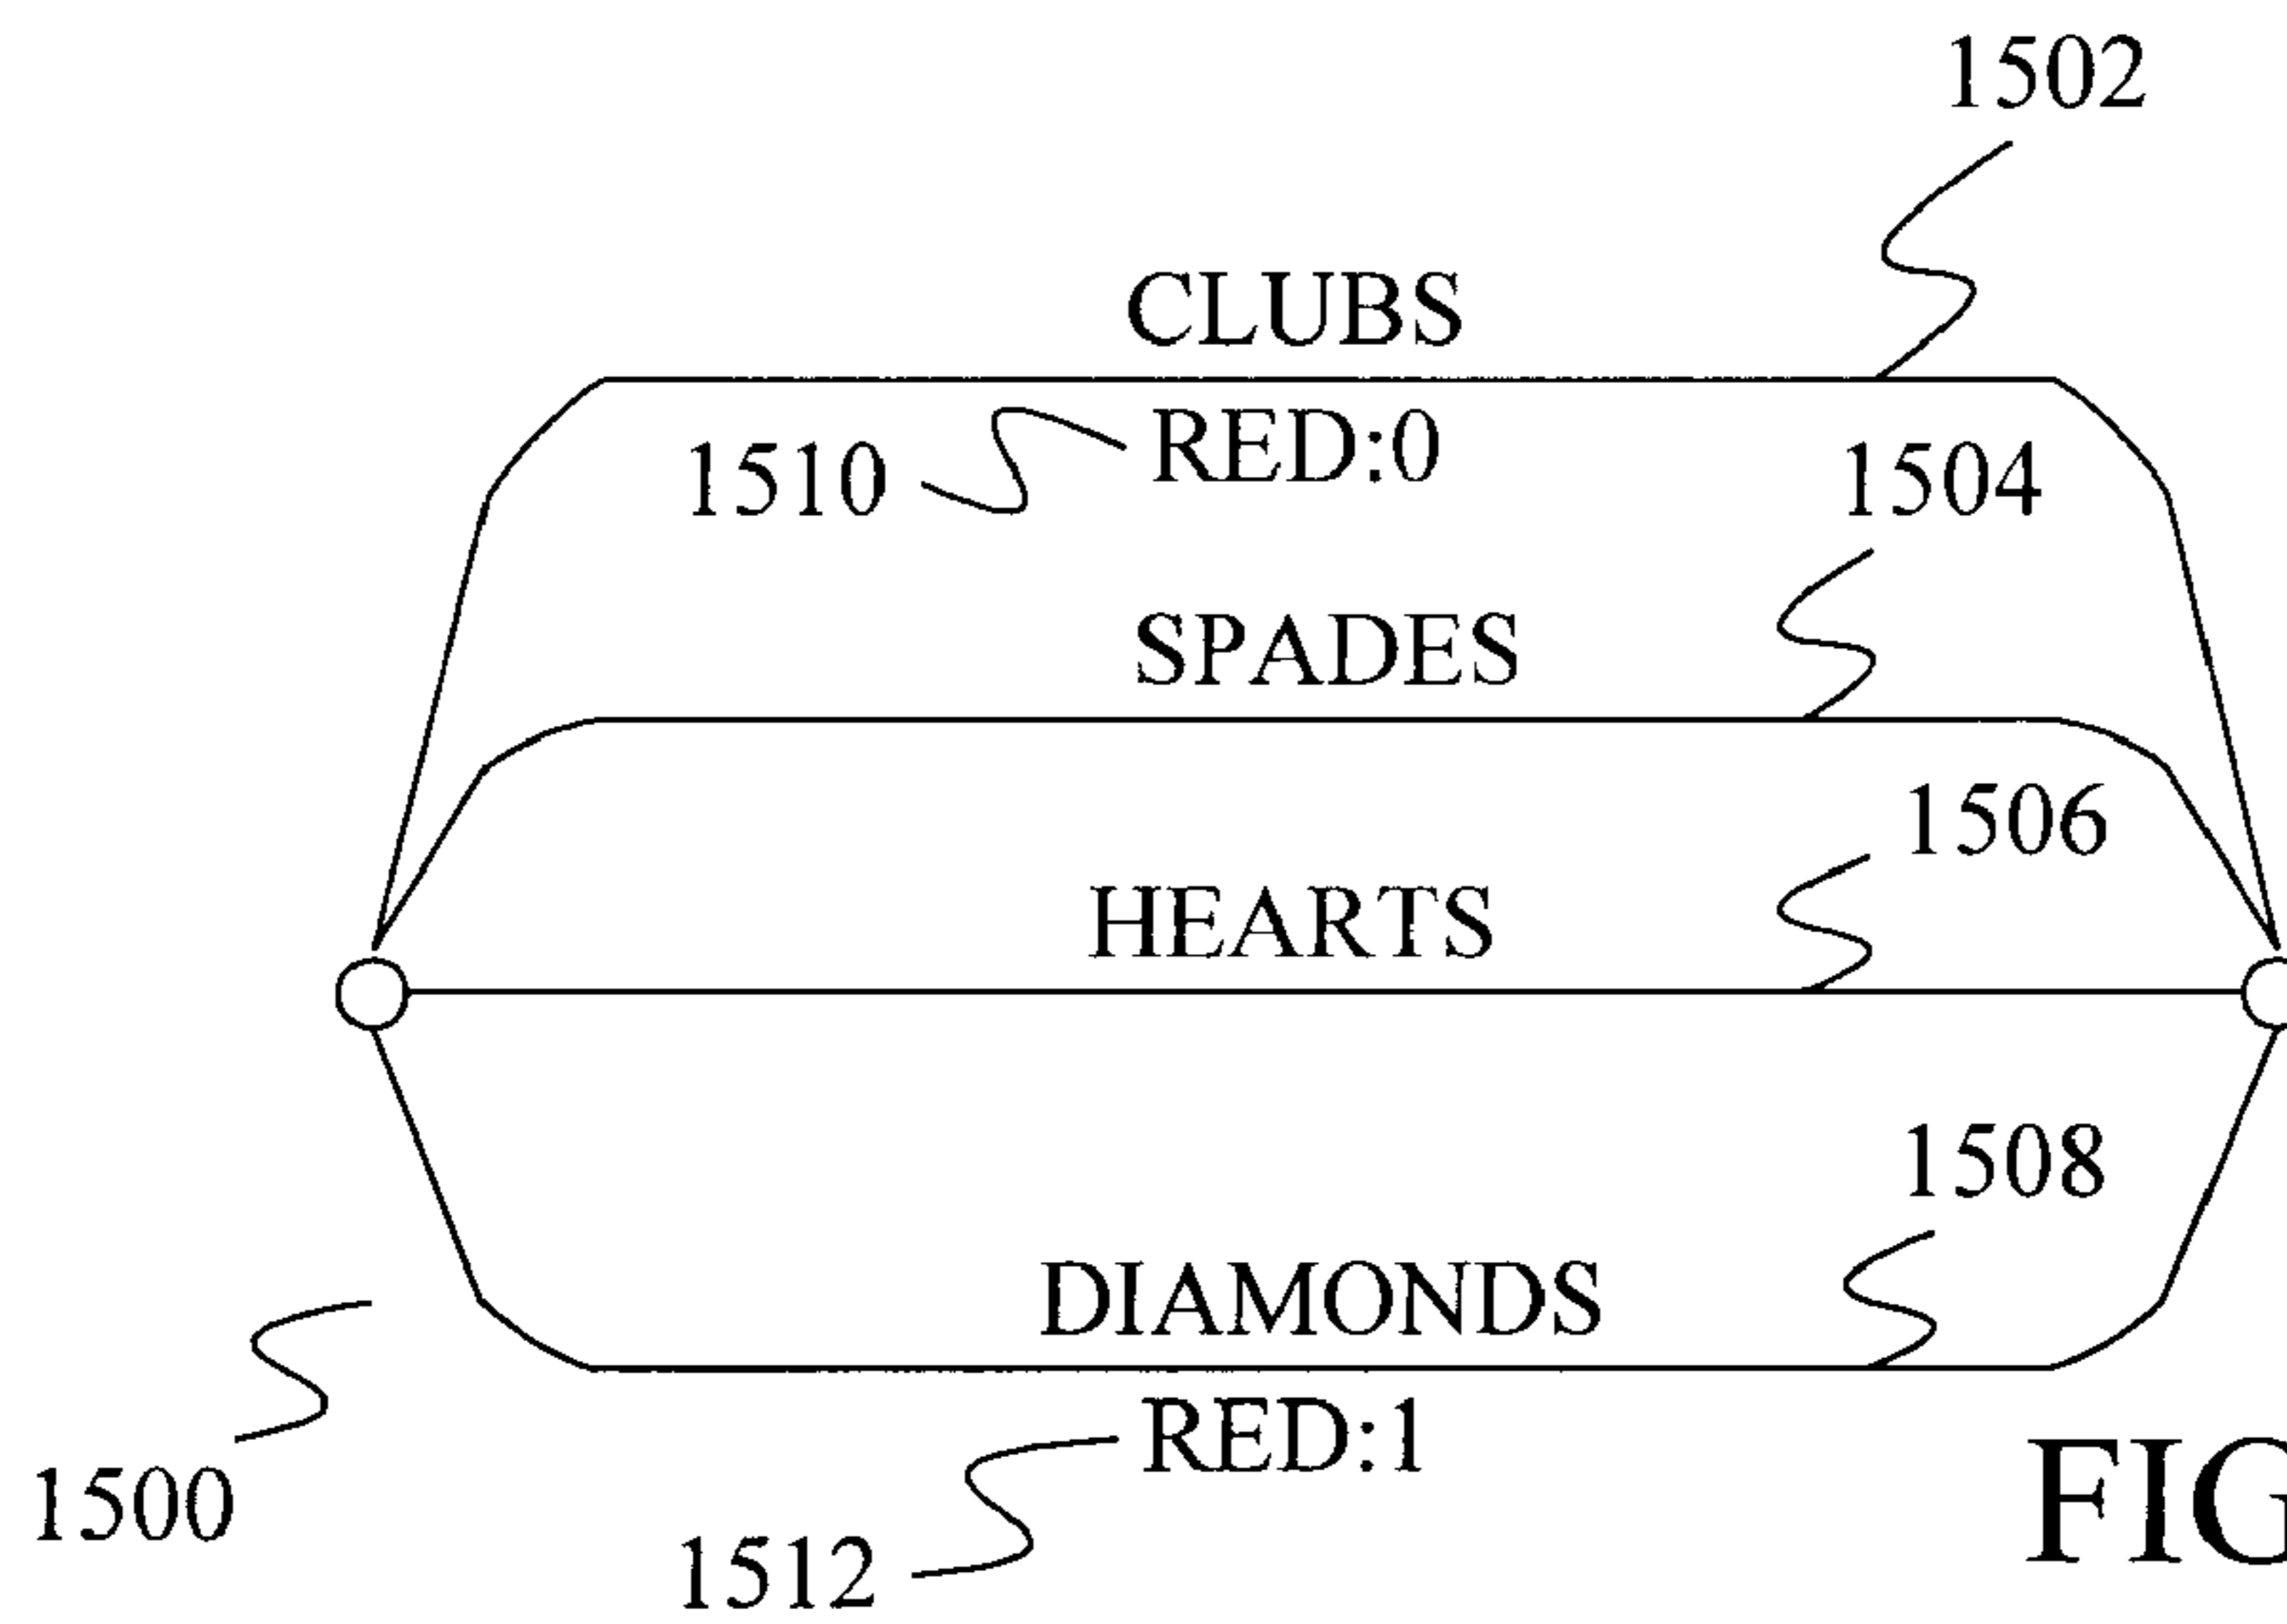 1502
CLUBS
1510 RED:0 1504
SPADES
1506
HEARTS
1508
DIAMONDS
RED:1
1500
1512
FIG